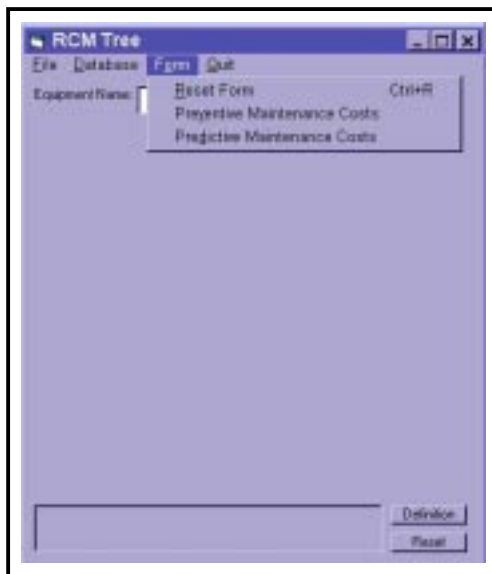 RCM Tree
File Database Form Quit
Equipment Name:
Reset Form Ctrl+R
Preventive Maintenance Costs
Predictive Maintenance Costs
Definition
Reset